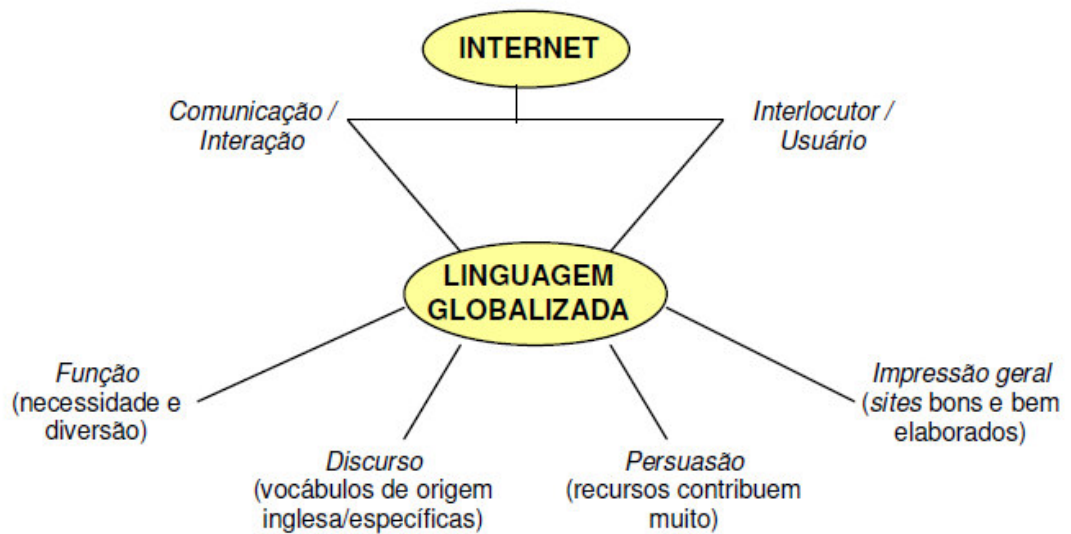 INTERNET
Comunicação /
Interação
Interlocutor /
Usuário
LINGUAGEM
GLOBALIZADA
Função
(necessidade e
diversão)
Discurso
(vocábulos de origem
inglesa/específicas)
Persuasão
(recursos contribuem
muito)
Impressão geral
(sites bons e bem
elaborados)